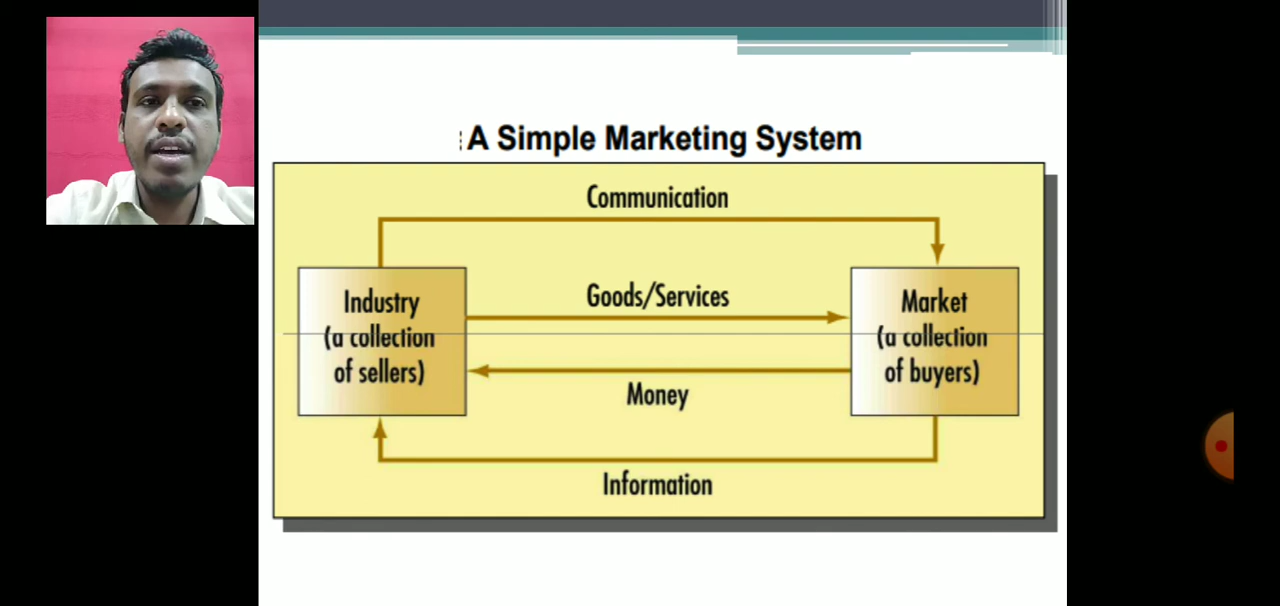 A Simple Marketing System
Communication
Goods/Services
Industry
(a collection
of sellers)
Market
(a collection
of buyers)
Money
Information